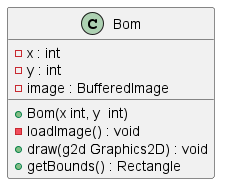 C Bom
x : int
y : int
image : BufferedImage
Bom(x int, y int)
loadImage() : void
draw(g2d Graphics2D) : void
getBounds() : Rectangle